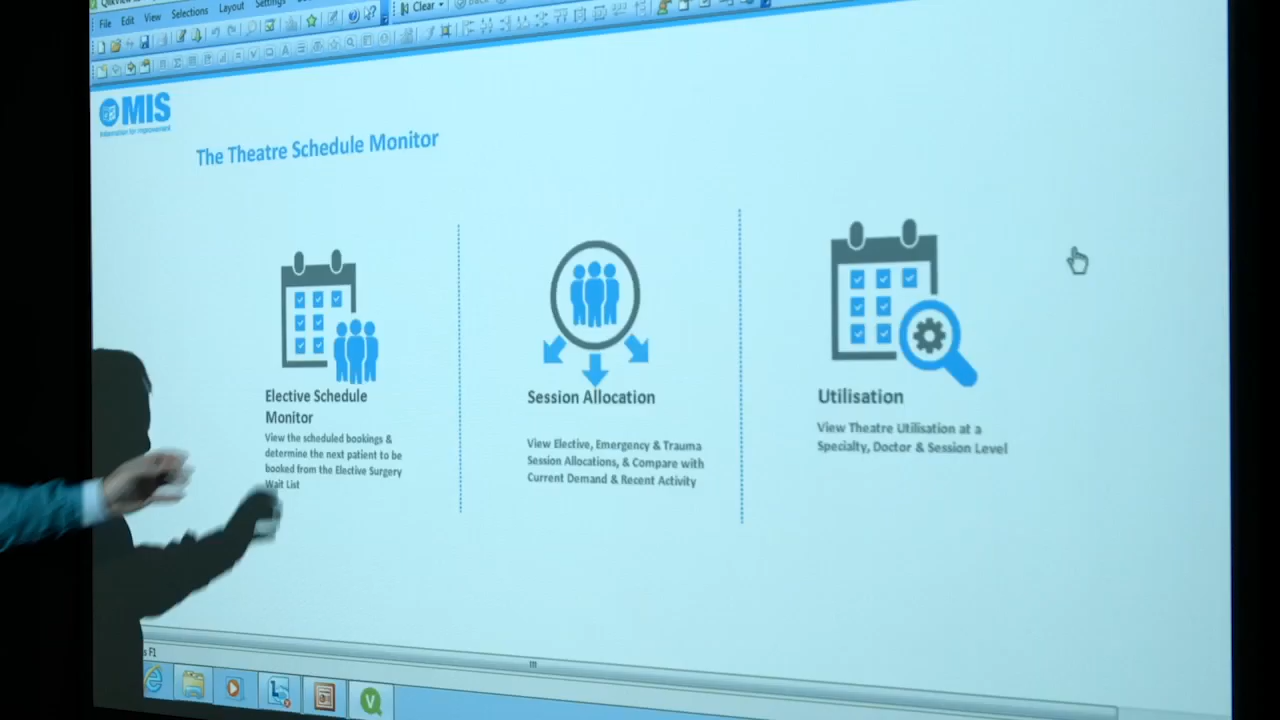 File Edit View Selections Layout Settings
Clear
MIS
Information for improvement
The Theatre Schedule Monitor
Elective Schedule
Monitor
View the scheduled bookings &
determine the next patient to be
booked from the Elective Surgery
Wait List
Session Allocation
View Elective, Emergency & Trauma
Session Allocations, & Compare with
Current Demand & Recent Activity
Utilisation
View Theatre Utilisation at a
Specialty, Doctor & Session Level
F1